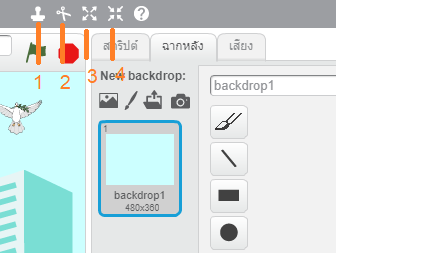 สคริปต์ ฉากหลัง เสียง
1 2 3 4
New backdrop:
backdrop1
1
backdrop1
480x360